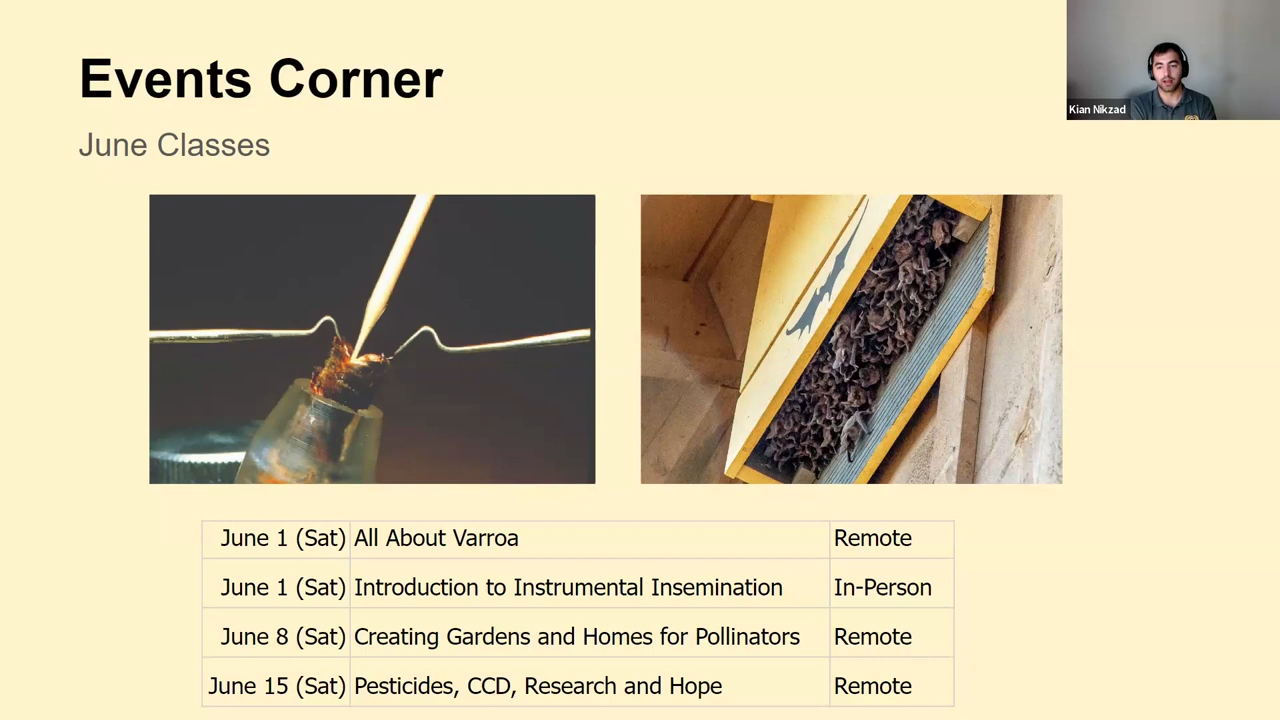 Events Corner
June Classes
Kian Nikzad
June 1 (Sat) All About Varroa Remote
June 1 (Sat) Introduction to Instrumental Insemination In-Person
June 8 (Sat) Creating Gardens and Homes for Pollinators Remote
June 15 (Sat) Pesticides, CCD, Research and Hope Remote